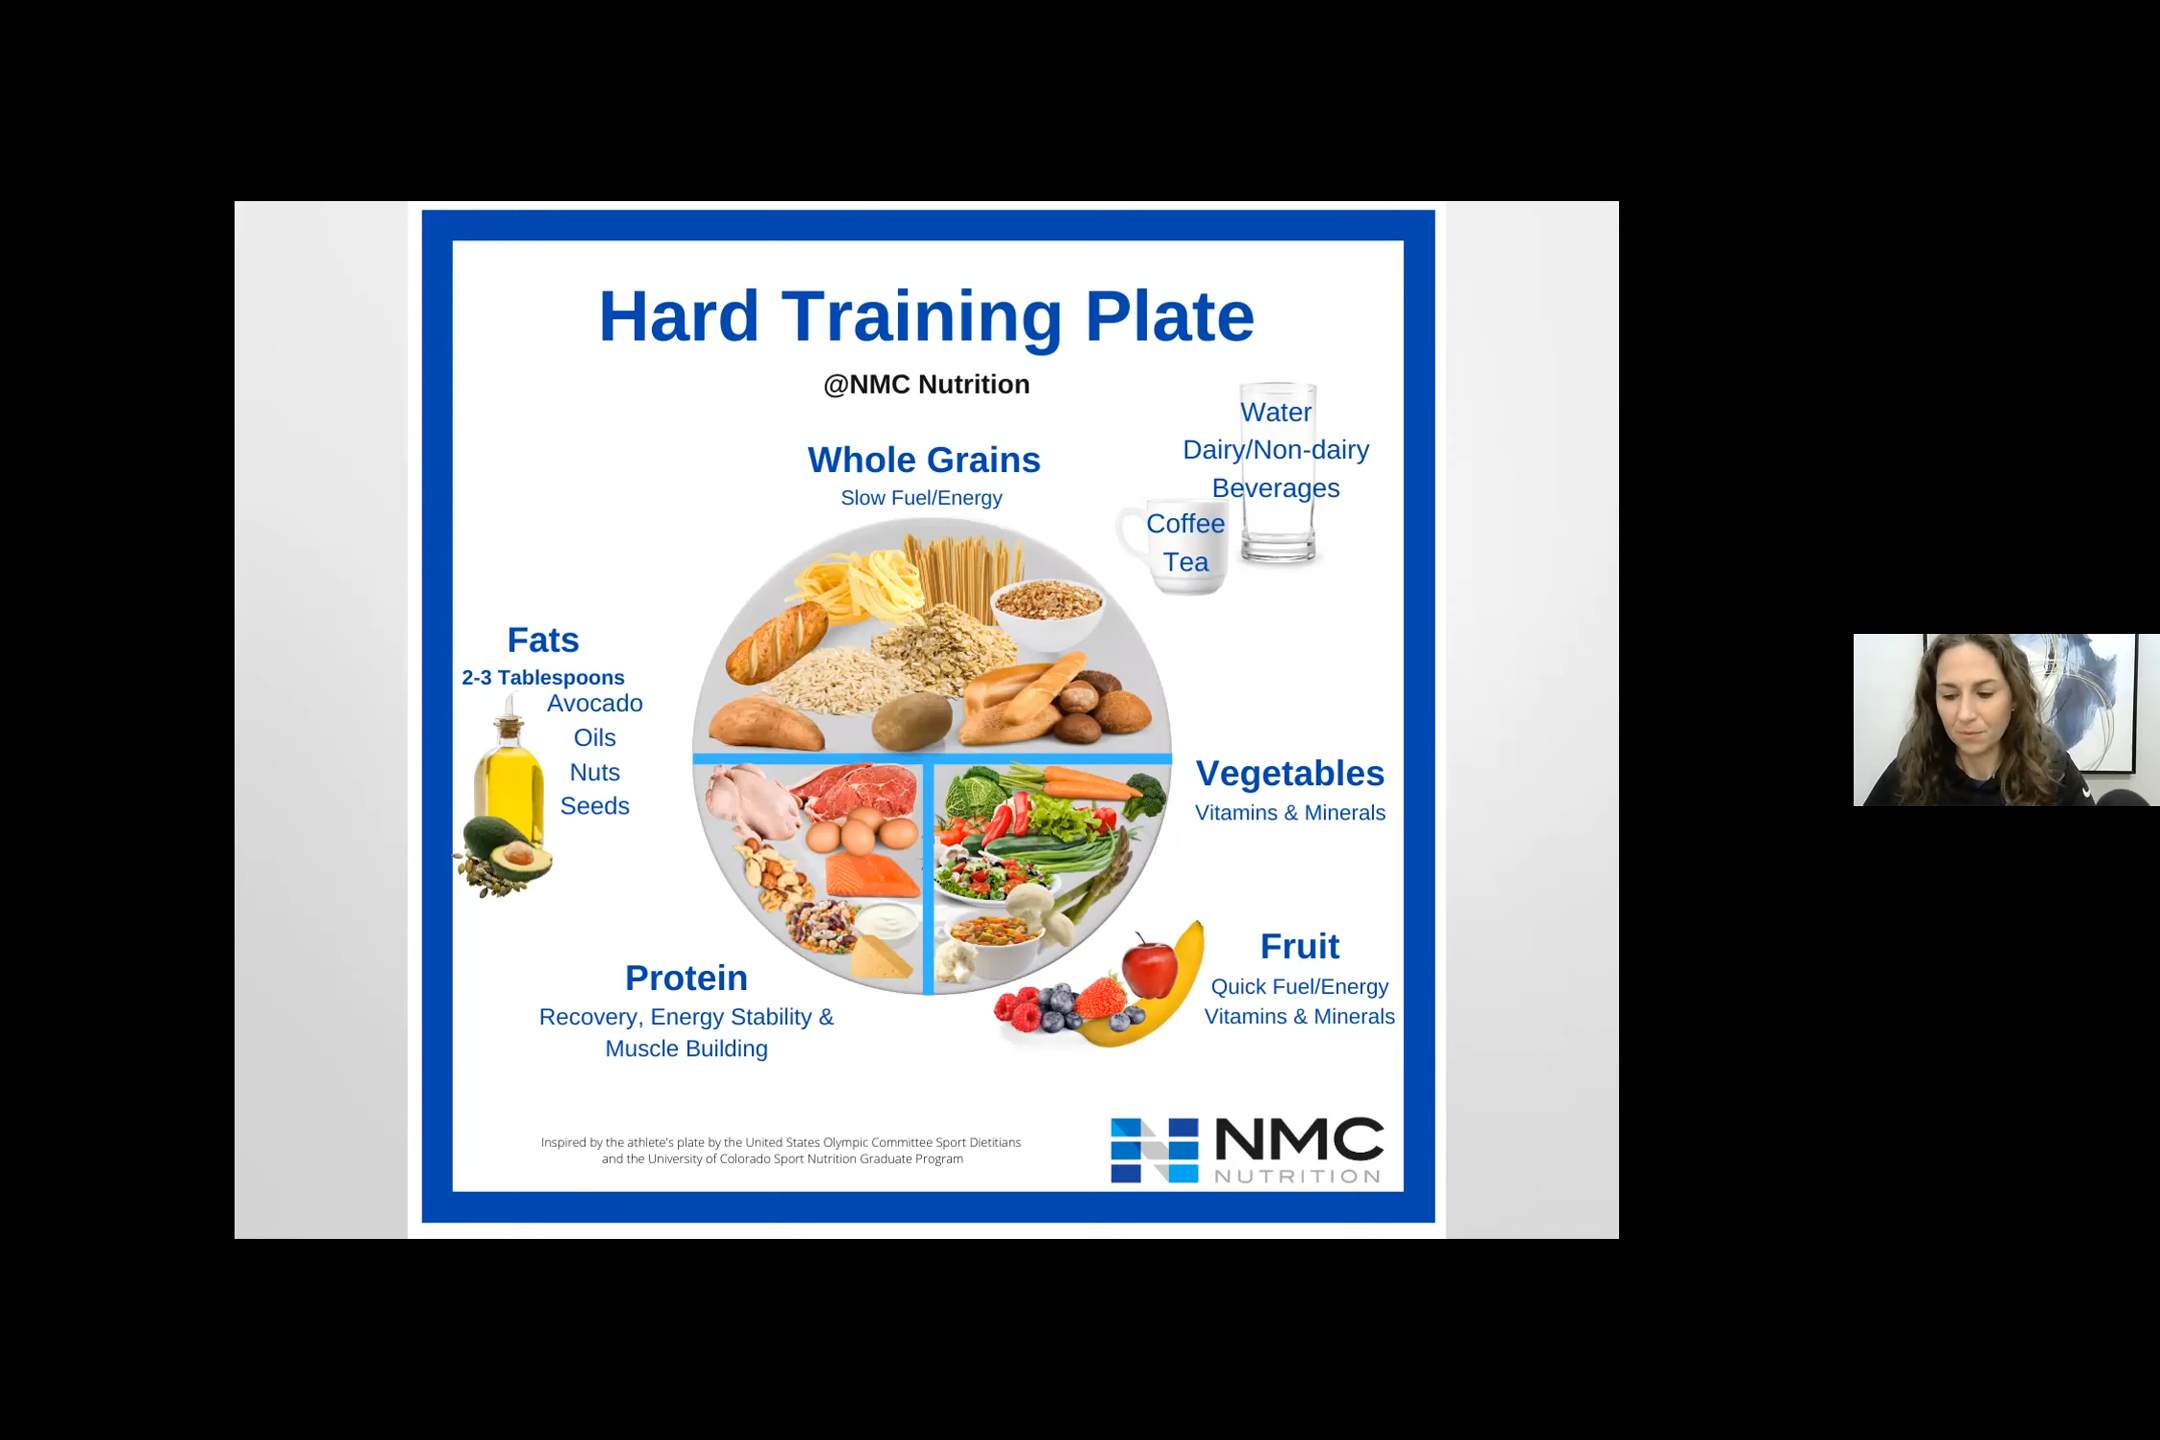 Hard Training Plate
@NMC Nutrition
Water
Dairy/Non-dairy
Beverages
Coffee
Tea
Whole Grains
Slow Fuel/Energy
Fats
2-3 Tablespoons
Avocado
Oils
Nuts
Seeds
Vegetables
Vitamins & Minerals
Fruit
Quick Fuel/Energy
Vitamins & Minerals
Protein
Recovery, Energy Stability &
Muscle Building
Inspired by the athlete's plate by the United States Olympic Committee Sport Dietitians
and the University of Colorado Sport Nutrition Graduate Program
NMC
NUTRITION